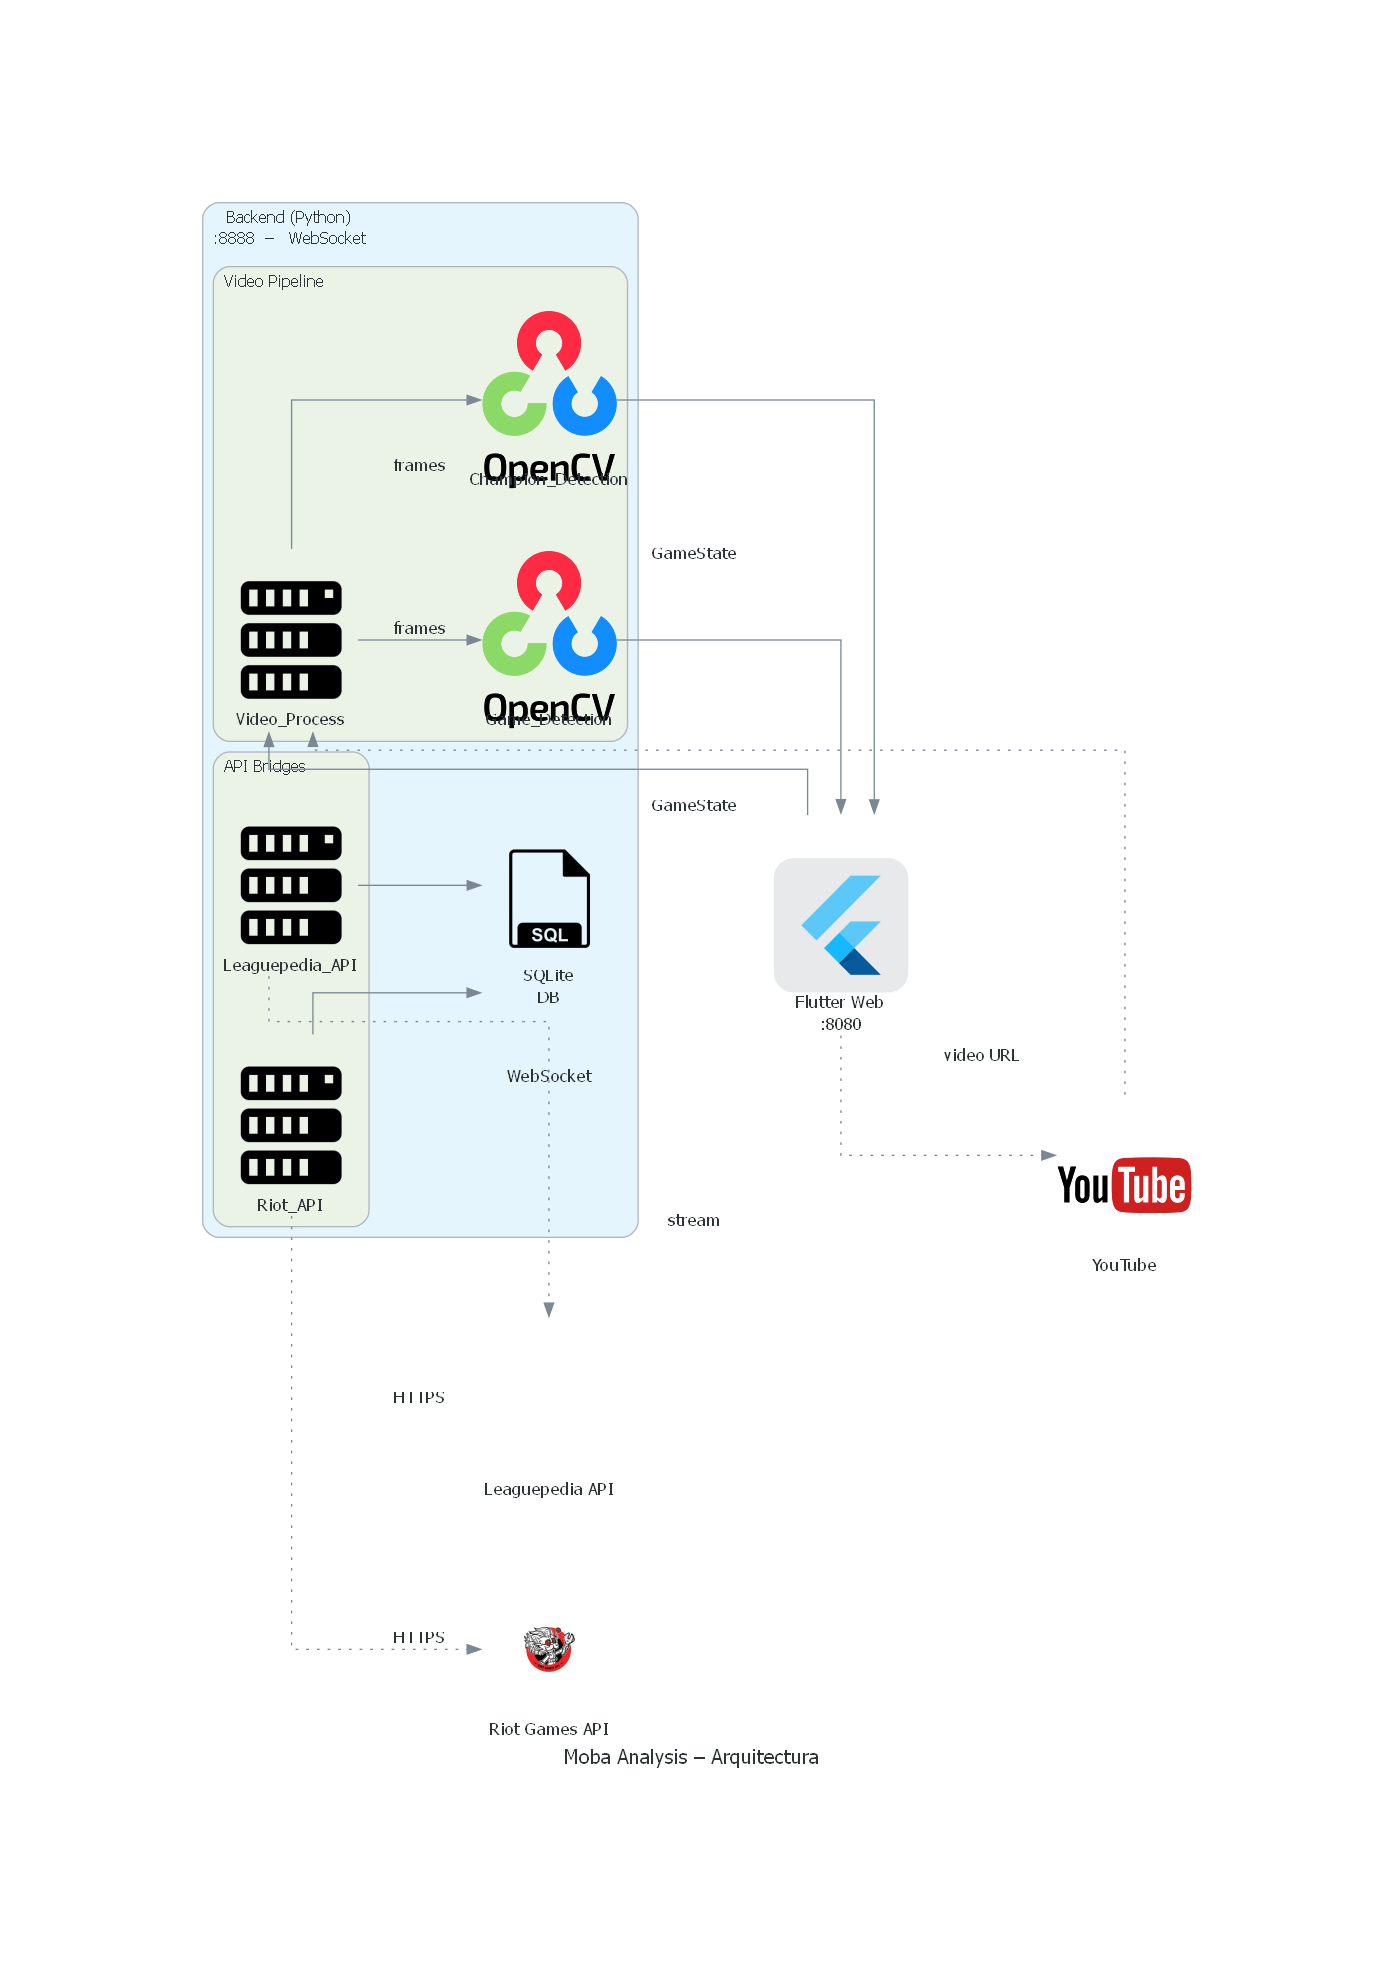 Backend (Python)
:8888 – WebSocket
Video Pipeline
OpenCV
frames
Champion_Detection
GameState
frames
OpenCV
Video_Process
Game_Detection
API Bridges
GameState
SQL
Leaguepedia_API
SQLite
DB
Flutter Web
:8080
video URL
WebSocket
YouTube
Riot_API
stream
YouTube
HTTPS
Leaguepedia API
HTTPS
Riot Games API
Moba Analysis – Arquitectura